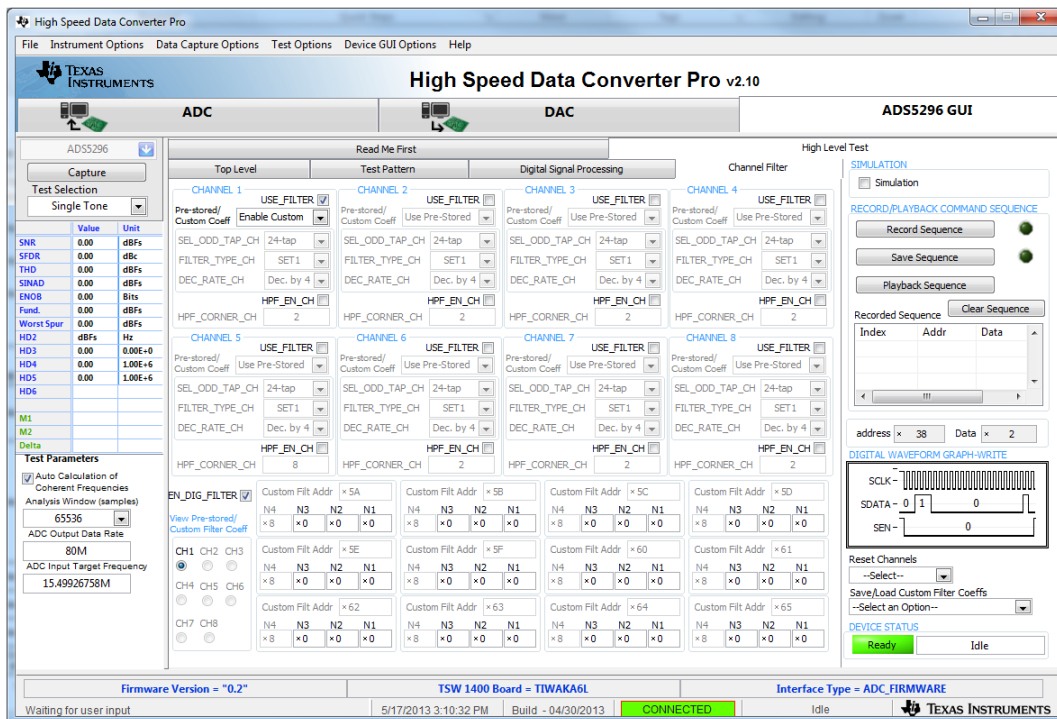 High Speed Data Converter Pro
File Instrument Options Data Capture Options Test Options Device GUI Options Help
TEXAS INSTRUMENTS
High Speed Data Converter Pro v2.10
ADC DAC ADS5296 GUI
ADS5296
Capture
Test Selection
Single Tone
Value Unit
SNR 0.00 dBFs
SFDR 0.00 dBc
THD 0.00 dBFs
SINAD 0.00 dBFs
ENOB 0.00 Bits
Fund. 0.00 dBFs
Worst Spur 0.00 dBFs
HD2 dBFs Hz
HD3 0.00 0.00E+0
HD4 0.00 1.00E+6
HD5 0.00 1.00E+6
HD6
M1
M2
Delta
Test Parameters
Auto Calculation of
Coherent Frequencies
Analysis Window (samples)
65536
ADC Output Data Rate
80M
ADC Input Target Frequency
15.49926758M
Read Me First High Level Test
Top Level Test Pattern Digital Signal Processing Channel Filter
CHANNEL 1
USE_FILTER
Pre-stored/
Custom Coeff Enable Custom
SEL_ODD_TAP_CH 24-tap
FILTER_TYPE_CH SET1
DEC_RATE_CH Dec. by 4
HPF_EN_CH
HPF_CORNER_CH 2
CHANNEL 2
USE_FILTER
Pre-stored/
Custom Coeff Use Pre-Stored
SEL_ODD_TAP_CH 24-tap
FILTER_TYPE_CH SET1
DEC_RATE_CH Dec. by 4
HPF_EN_CH
HPF_CORNER_CH 2
CHANNEL 3
USE_FILTER
Pre-stored/
Custom Coeff Use Pre-Stored
SEL_ODD_TAP_CH 24-tap
FILTER_TYPE_CH SET1
DEC_RATE_CH Dec. by 4
HPF_EN_CH
HPF_CORNER_CH 2
CHANNEL 4
USE_FILTER
Pre-stored/
Custom Coeff Use Pre-Stored
SEL_ODD_TAP_CH 24-tap
FILTER_TYPE_CH SET1
DEC_RATE_CH Dec. by 4
HPF_EN_CH
HPF_CORNER_CH 2
CHANNEL 5
USE_FILTER
Pre-stored/
Custom Coeff Use Pre-Stored
SEL_ODD_TAP_CH 24-tap
FILTER_TYPE_CH SET1
DEC_RATE_CH Dec. by 4
HPF_EN_CH
HPF_CORNER_CH 8
CHANNEL 6
USE_FILTER
Pre-stored/
Custom Coeff Use Pre-Stored
SEL_ODD_TAP_CH 24-tap
FILTER_TYPE_CH SET1
DEC_RATE_CH Dec. by 4
HPF_EN_CH
HPF_CORNER_CH 2
CHANNEL 7
USE_FILTER
Pre-stored/
Custom Coeff Use Pre-Stored
SEL_ODD_TAP_CH 24-tap
FILTER_TYPE_CH SET1
DEC_RATE_CH Dec. by 4
HPF_EN_CH
HPF_CORNER_CH 2
CHANNEL 8
USE_FILTER
Pre-stored/
Custom Coeff Use Pre-Stored
SEL_ODD_TAP_CH 24-tap
FILTER_TYPE_CH SET1
DEC_RATE_CH Dec. by 4
HPF_EN_CH
HPF_CORNER_CH 2
EN_DIG_FILTER
View Pre-stored/
Custom Filter Coeff
CH1 CH2 CH3
CH4 CH5 CH6
CH7 CH8
Custom Filt Addr × 5A
N4 N3 N2 N1
× 8 × 0 × 0 × 0
Custom Filt Addr × 5B
N4 N3 N2 N1
× 8 × 0 × 0 × 0
Custom Filt Addr × 5C
N4 N3 N2 N1
× 8 × 0 × 0 × 0
Custom Filt Addr × 5D
N4 N3 N2 N1
× 8 × 0 × 0 × 0
Custom Filt Addr × 5E
N4 N3 N2 N1
× 8 × 0 × 0 × 0
Custom Filt Addr × 5F
N4 N3 N2 N1
× 8 × 0 × 0 × 0
Custom Filt Addr × 60
N4 N3 N2 N1
× 8 × 0 × 0 × 0
Custom Filt Addr × 61
N4 N3 N2 N1
× 8 × 0 × 0 × 0
Custom Filt Addr × 62
N4 N3 N2 N1
× 8 × 0 × 0 × 0
Custom Filt Addr × 63
N4 N3 N2 N1
× 8 × 0 × 0 × 0
Custom Filt Addr × 64
N4 N3 N2 N1
× 8 × 0 × 0 × 0
Custom Filt Addr × 65
N4 N3 N2 N1
× 8 × 0 × 0 × 0
SIMULATION
Simulation
RECORD/PLAYBACK COMMAND SEQUENCE
Record Sequence
Save Sequence
Playback Sequence
Recorded Sequence Clear Sequence
Index Addr Data
address × 38 Data × 2
DIGITAL WAVEFORM GRAPH-WRITE
SCLK -
SDATA - 0 1 0
SEN - 0
Reset Channels
--Select--
Save/Load Custom Filter Coeffs
--Select an Option--
DEVICE STATUS
Ready Idle
Firmware Version = "0.2" TSW 1400 Board = TIWAKA6L Interface Type = ADC_FIRMWARE
Waiting for user input 5/17/2013 3:10:32 PM Build - 04/30/2013 CONNECTED Idle TEXAS INSTRUMENTS